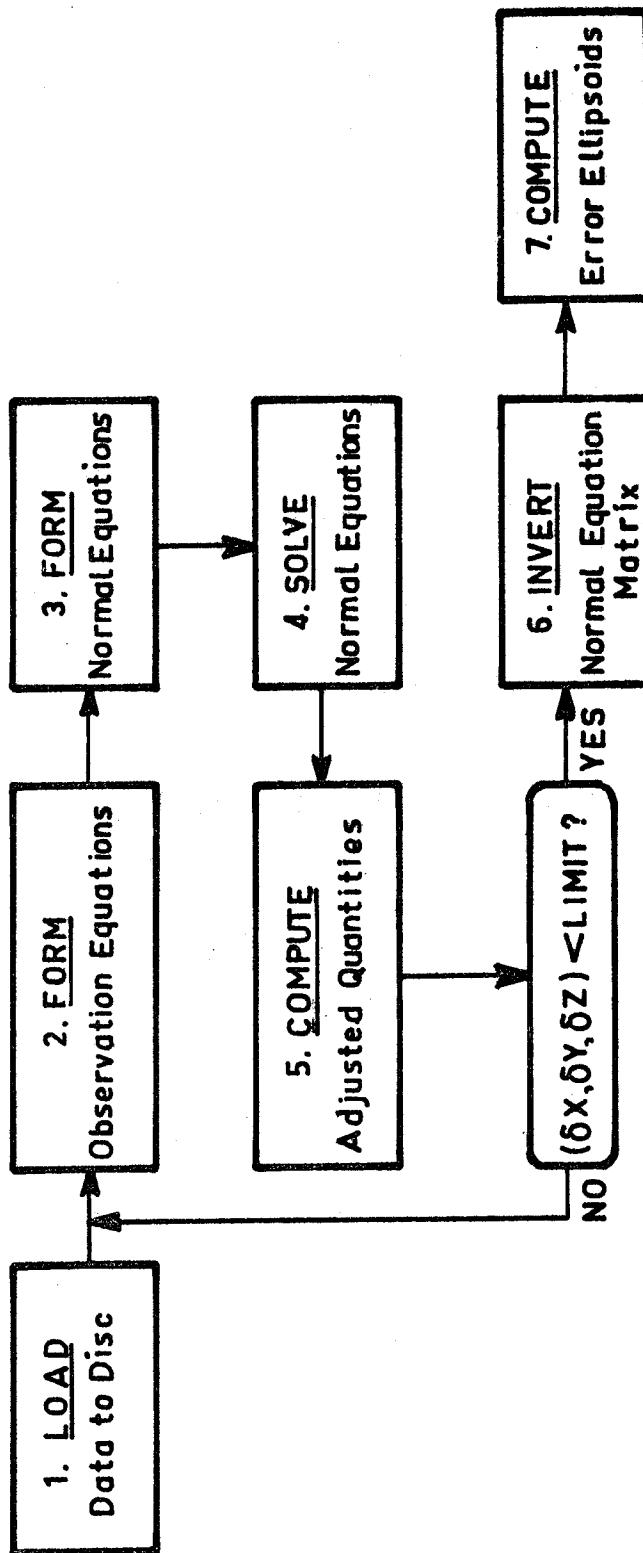 1. LOAD
Data to Disc
2. FORM
Observation Equations
3. FORM
Normal Equations
4. SOLVE
Normal Equations
5. COMPUTE
Adjusted Quantities
(δX,δY,δZ) < LIMIT?
NO
YES
6. INVERT
Normal Equation
Matrix
7. COMPUTE
Error Ellipsoids